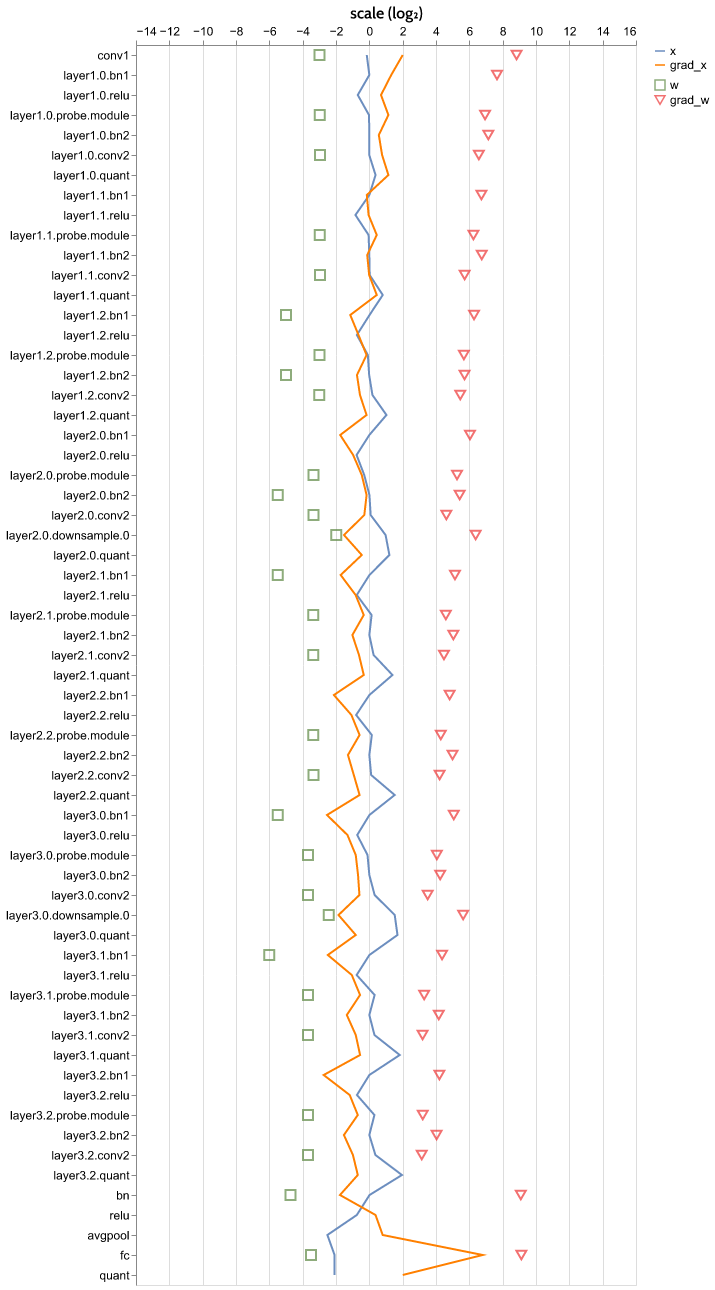 scale (log₂)
−14 −12 −10 −8 −6 −4 −2 0 2 4 6 8 10 12 14 16
x
grad_x
w
grad_w
conv1
layer1.0.bn1
layer1.0.relu
layer1.0.probe.module
layer1.0.bn2
layer1.0.conv2
layer1.0.quant
layer1.1.bn1
layer1.1.relu
layer1.1.probe.module
layer1.1.bn2
layer1.1.conv2
layer1.1.quant
layer1.2.bn1
layer1.2.relu
layer1.2.probe.module
layer1.2.bn2
layer1.2.conv2
layer1.2.quant
layer2.0.bn1
layer2.0.relu
layer2.0.probe.module
layer2.0.bn2
layer2.0.conv2
layer2.0.downsample.0
layer2.0.quant
layer2.1.bn1
layer2.1.relu
layer2.1.probe.module
layer2.1.bn2
layer2.1.conv2
layer2.1.quant
layer2.2.bn1
layer2.2.relu
layer2.2.probe.module
layer2.2.bn2
layer2.2.conv2
layer2.2.quant
layer3.0.bn1
layer3.0.relu
layer3.0.probe.module
layer3.0.bn2
layer3.0.conv2
layer3.0.downsample.0
layer3.0.quant
layer3.1.bn1
layer3.1.relu
layer3.1.probe.module
layer3.1.bn2
layer3.1.conv2
layer3.1.quant
layer3.2.bn1
layer3.2.relu
layer3.2.probe.module
layer3.2.bn2
layer3.2.conv2
layer3.2.quant
bn
relu
avgpool
fc
quant